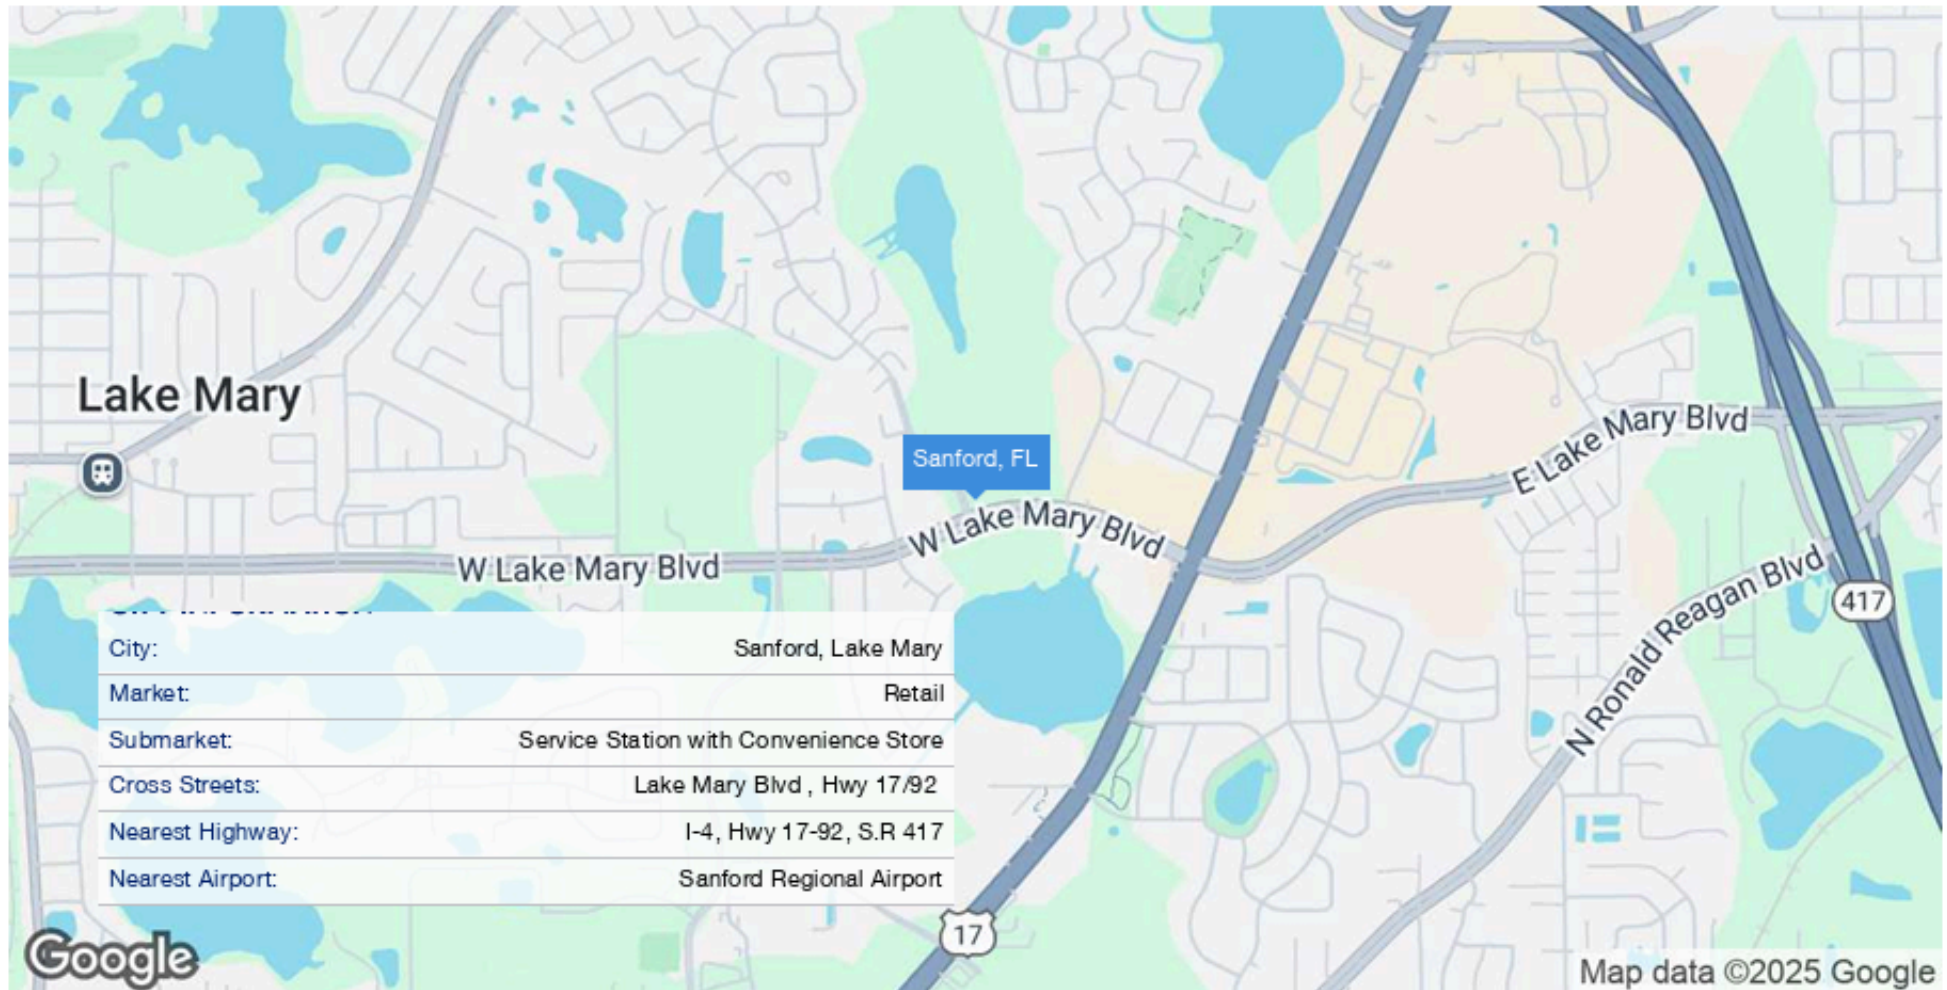 Lake Mary
Sanford, FL
E Lake Mary Blvd
W Lake Mary Blvd
W Lake Mary Blvd
N Ronald Reagan Blvd
417
City: Sanford, Lake Mary
Market: Retail
Submarket: Service Station with Convenience Store
Cross Streets: Lake Mary Blvd , Hwy 17/92
Nearest Highway: I-4, Hwy 17-92, S.R 417
Nearest Airport: Sanford Regional Airport
17
Google
Map data ©2025 Google